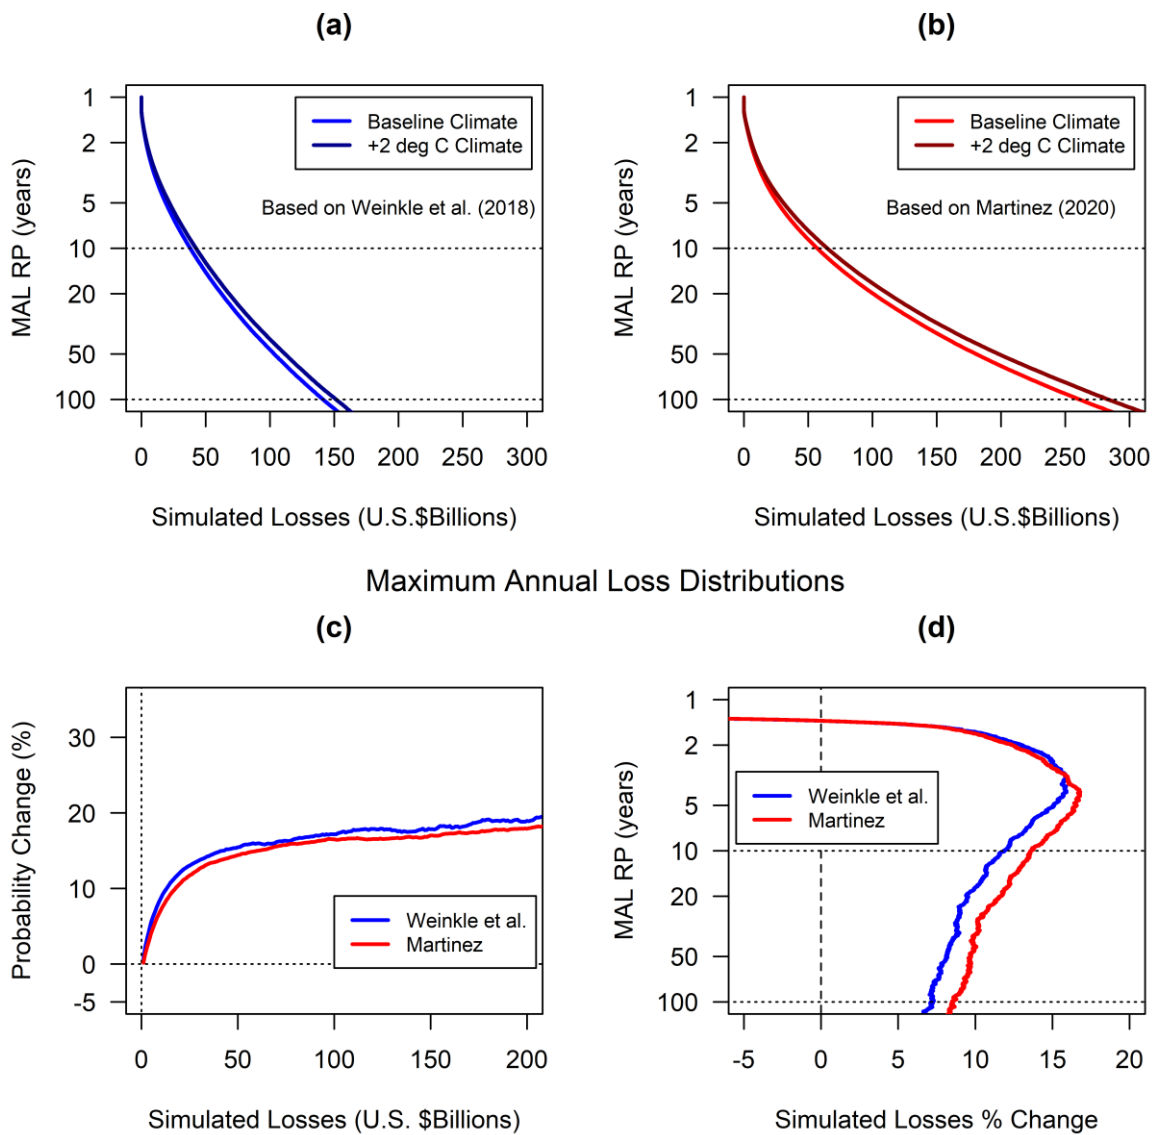 (a)
MAL RP (years)
1
2
5
10
20
50
100
Baseline Climate
+2 deg C Climate
Based on Weinkle et al. (2018)
0 50 100 150 200 250 300
Simulated Losses (U.S.$Billions)
(b)
MAL RP (years)
1
2
5
10
20
50
100
Baseline Climate
+2 deg C Climate
Based on Martinez (2020)
0 50 100 150 200 250 300
Simulated Losses (U.S.$Billions)
Maximum Annual Loss Distributions
(c)
Probability Change (%)
30
20
10
0
-5
Weinkle et al.
Martinez
0 50 100 150 200
Simulated Losses (U.S. $Billions)
(d)
MAL RP (years)
1
2
5
10
20
50
100
Weinkle et al.
Martinez
-5 0 5 10 15 20
Simulated Losses % Change